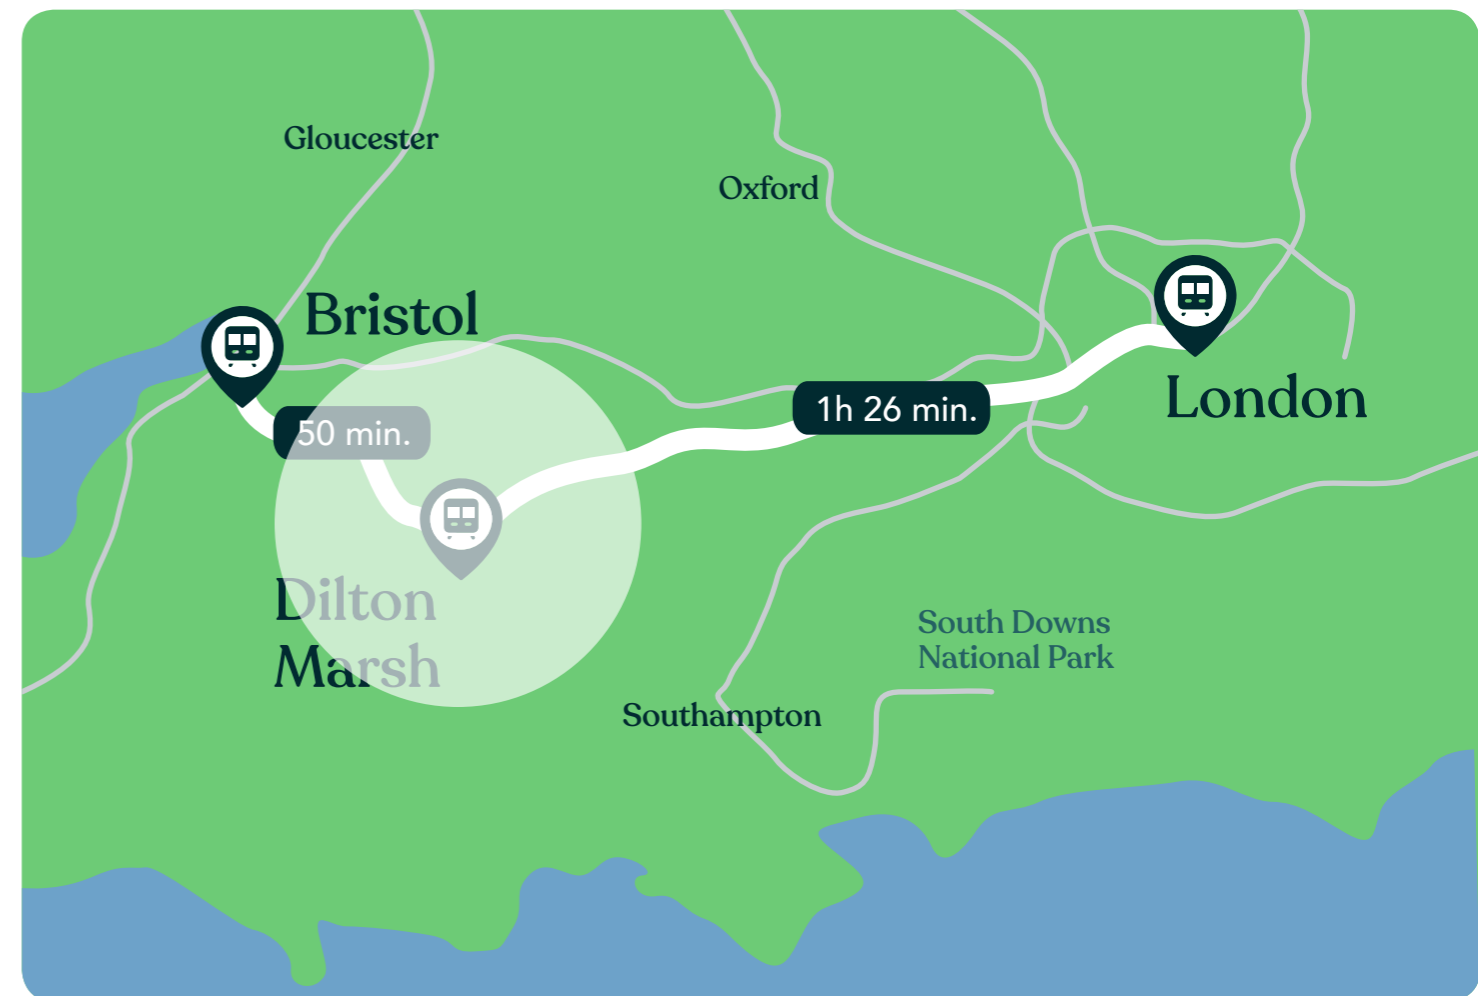 Gloucester
Oxford
Bristol
London
1h 26 min.
50 min.
Dilton
Marsh
South Downs
National Park
Southampton